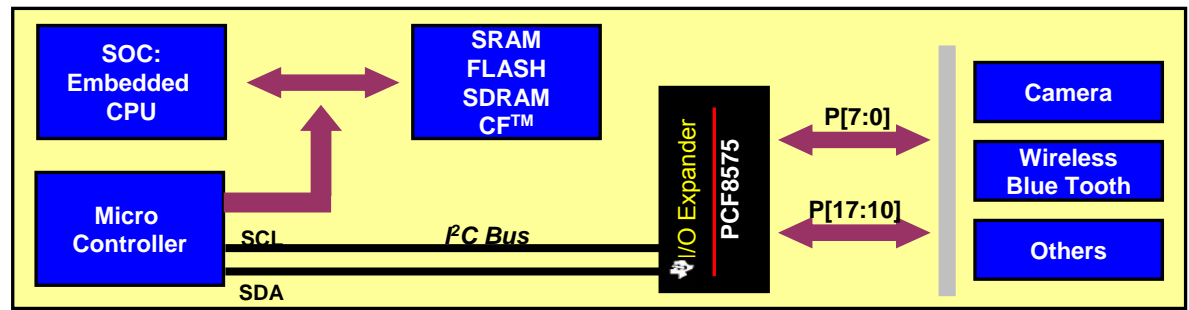 SOC:
Embedded
CPU
SRAM
FLASH
SDRAM
CF™
Micro
Controller
SCL
I²C Bus
SDA
I/O Expander
PCF8575
P[7:0]
P[17:10]
Camera
Wireless
Blue Tooth
Others